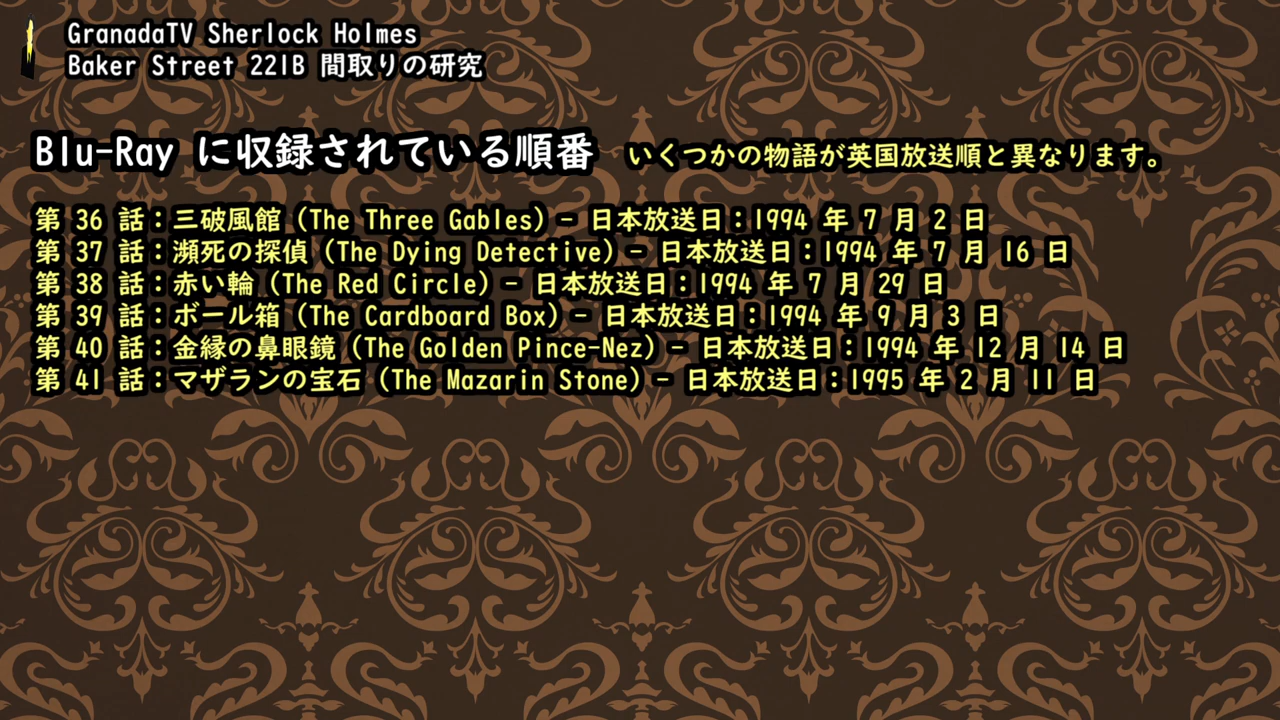 GranadaTV Sherlock Holmes
Baker Street 221B 間取りの研究
Blu-Ray に収録されている順番 いくつかの物語が英国放送順と異なります。
第 36 話：三破風館 (The Three Gables) - 日本放送日：1994 年 7 月 2 日
第 37 話：瀕死の探偵 (The Dying Detective) - 日本放送日：1994 年 7 月 16 日
第 38 話：赤い輪 (The Red Circle) - 日本放送日：1994 年 7 月 29 日
第 39 話：ボール箱 (The Cardboard Box) - 日本放送日：1994 年 9 月 3 日
第 40 話：金縁の鼻眼鏡 (The Golden Pince-Nez) - 日本放送日：1994 年 12 月 14 日
第 41 話：マザランの宝石 (The Mazarin Stone) - 日本放送日：1995 年 2 月 11 日